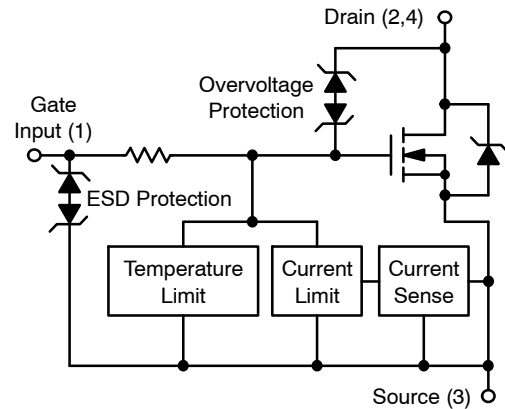 Drain (2,4)
Overvoltage
Protection
Gate
Input (1)
ESD Protection
Temperature
Limit
Current
Limit
Current
Sense
Source (3)